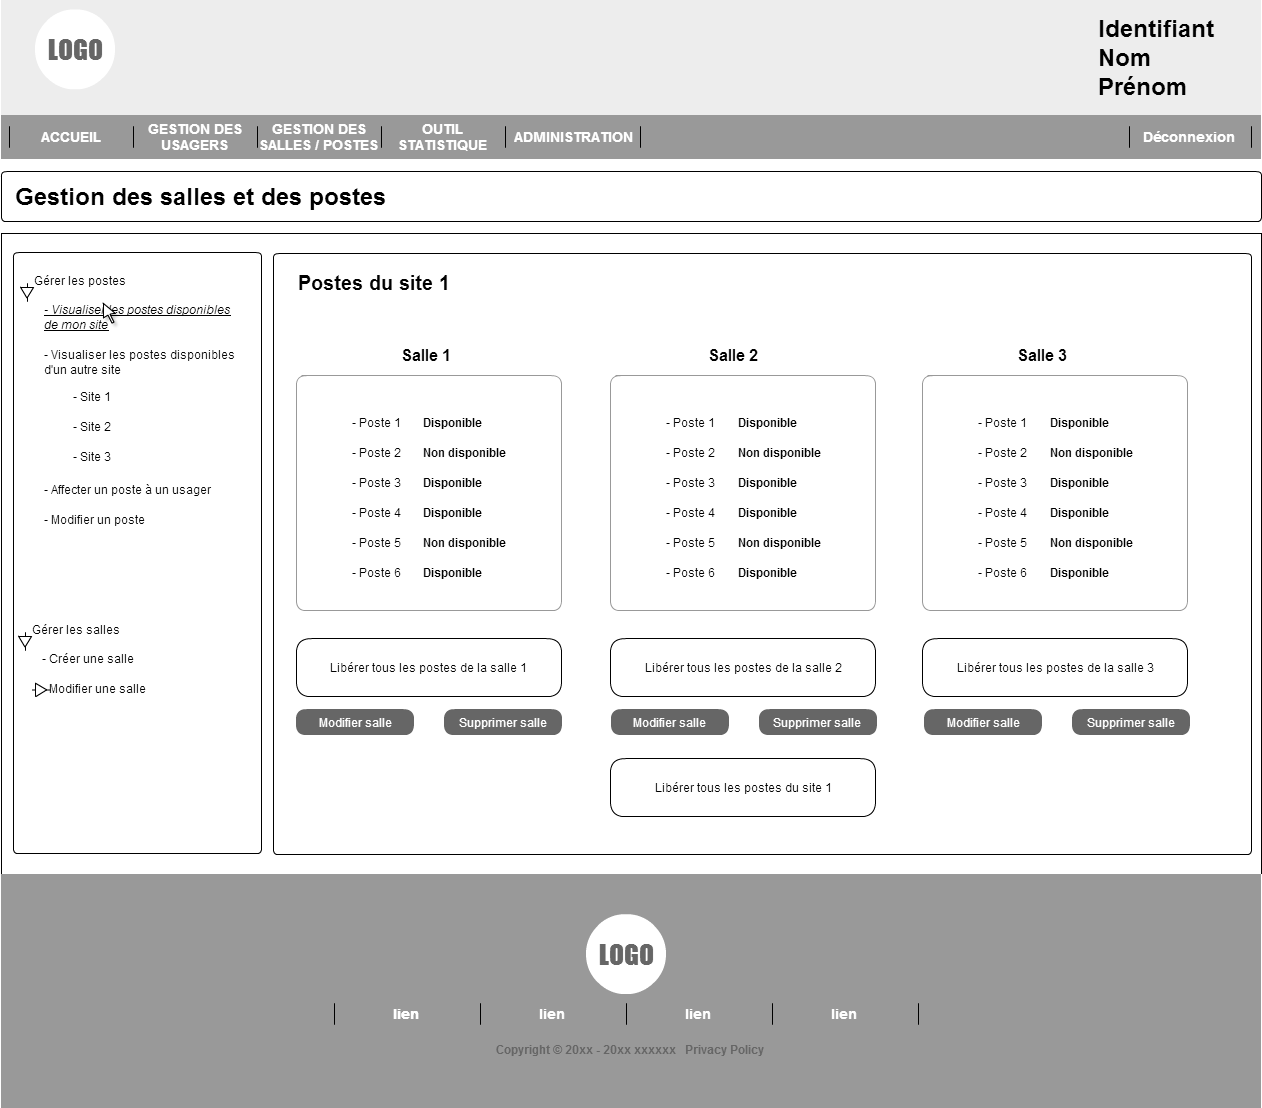 LOGO
Identifiant
Nom
Prénom
ACCUEIL
GESTION DES
USAGERS
GESTION DES
SALLES / POSTES
OUTIL
STATISTIQUE
ADMINISTRATION
Déconnexion
Gestion des salles et des postes
Gérer les postes
- Visualiser les postes disponibles
de mon site
- Visualiser les postes disponibles
d'un autre site
- Site 1
- Site 2
- Site 3
- Affecter un poste à un usager
- Modifier un poste
Gérer les salles
- Créer une salle
- Modifier une salle
Postes du site 1
Salle 1
- Poste 1 Disponible
- Poste 2 Non disponible
- Poste 3 Disponible
- Poste 4 Disponible
- Poste 5 Non disponible
- Poste 6 Disponible
Libérer tous les postes de la salle 1
Modifier salle
Supprimer salle
Salle 2
- Poste 1 Disponible
- Poste 2 Non disponible
- Poste 3 Disponible
- Poste 4 Disponible
- Poste 5 Non disponible
- Poste 6 Disponible
Libérer tous les postes de la salle 2
Modifier salle
Supprimer salle
Salle 3
- Poste 1 Disponible
- Poste 2 Non disponible
- Poste 3 Disponible
- Poste 4 Disponible
- Poste 5 Non disponible
- Poste 6 Disponible
Libérer tous les postes de la salle 3
Modifier salle
Supprimer salle
Libérer tous les postes du site 1
LOGO
lien
lien
lien
lien
Copyright © 20xx - 20xx xxxxxx Privacy Policy